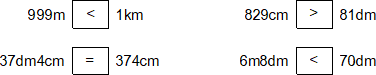 999m < 1km 829cm > 81dm
37dm4cm = 374cm 6m8dm < 70dm